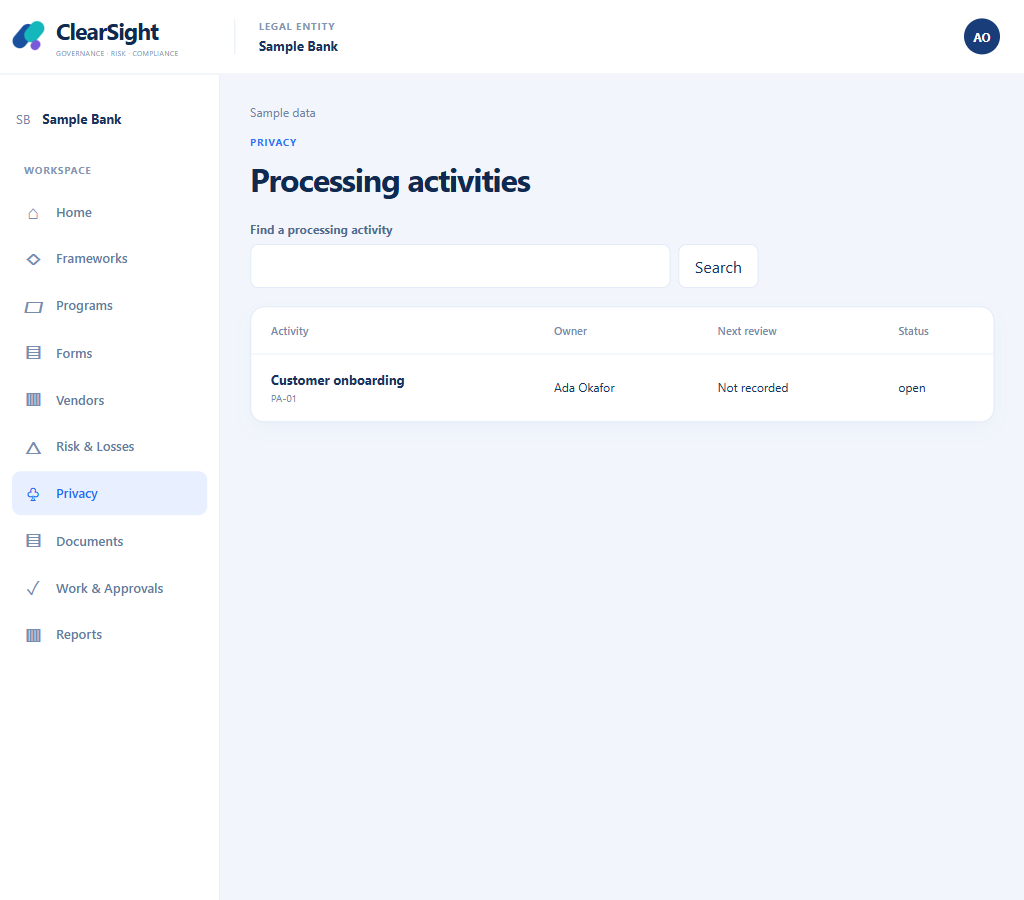 ClearSight
GOVERNANCE · RISK · COMPLIANCE
LEGAL ENTITY
Sample Bank
AO
SB Sample Bank
WORKSPACE
Home
Frameworks
Programs
Forms
Vendors
Risk & Losses
Privacy
Documents
Work & Approvals
Reports
Sample data
PRIVACY
Processing activities
Find a processing activity
Search
Activity Owner Next review Status
Customer onboarding Ada Okafor Not recorded open
PA-01